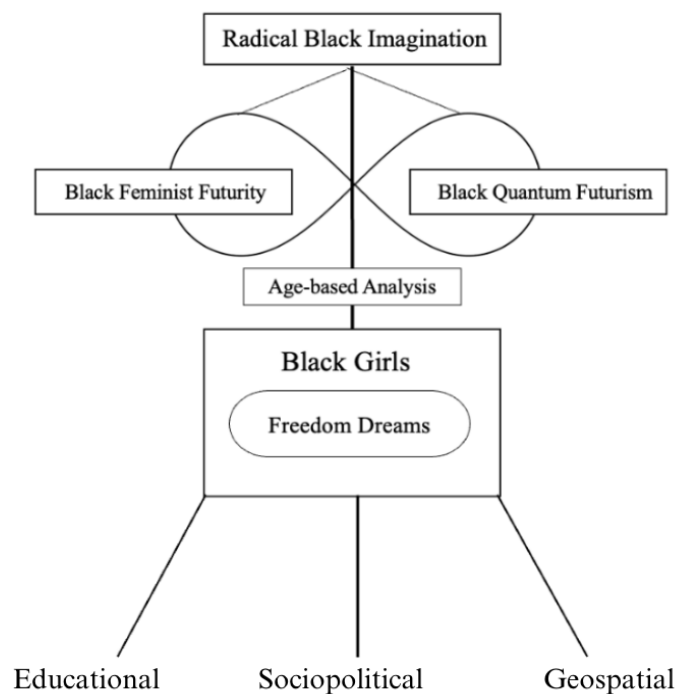 Radical Black Imagination
Black Feminist Futurity
Black Quantum Futurism
Age-based Analysis
Black Girls
Freedom Dreams
Educational
Sociopolitical
Geospatial